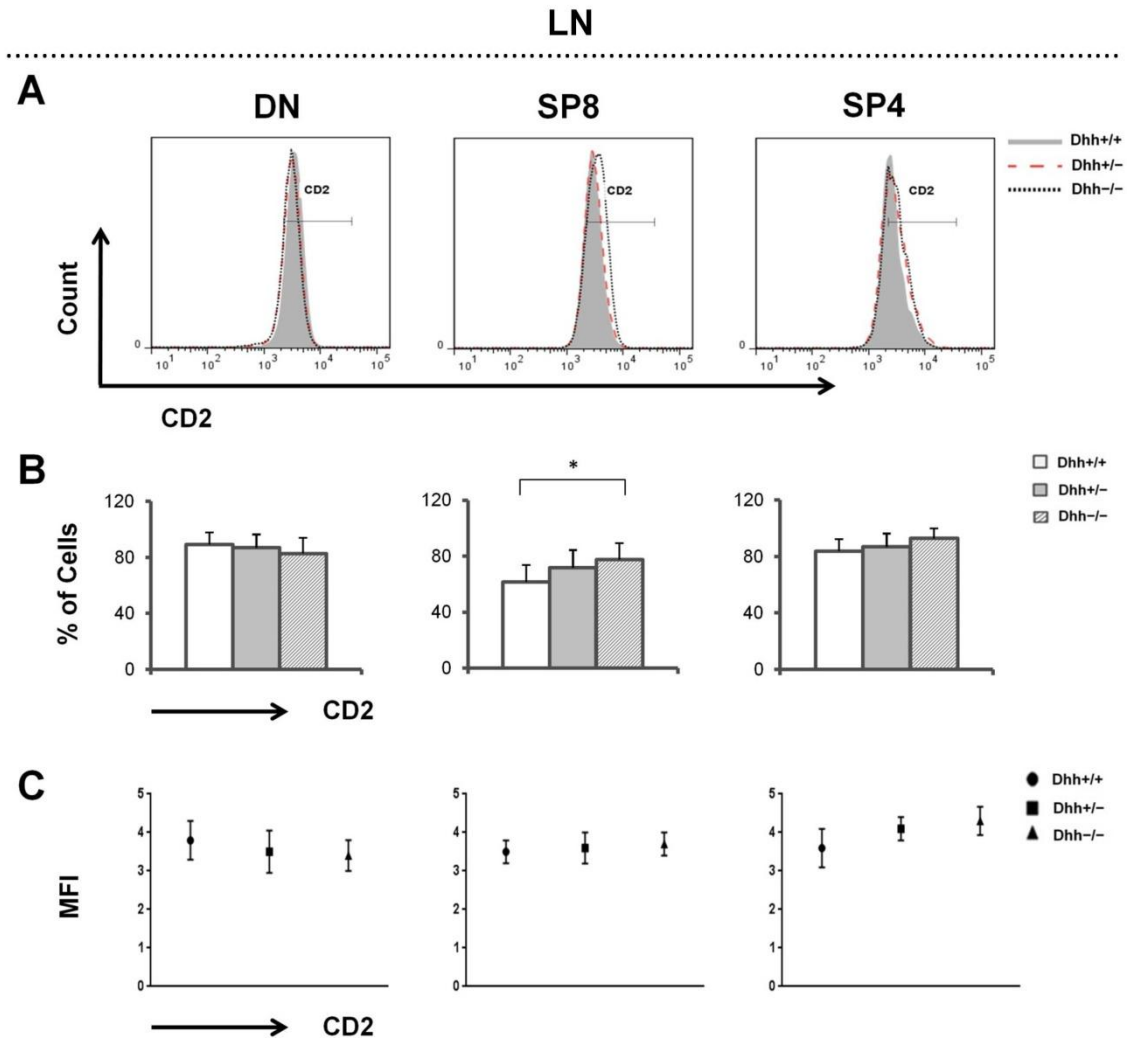 LN
A
DN SP8 SP4
CD2 CD2 CD2
Dhh+/+
Dhh+/−
Dhh−/−
Count
0 0 0
10¹ 10² 10³ 10⁴ 10⁵ 10¹ 10² 10³ 10⁴ 10⁵ 10¹ 10² 10³ 10⁴ 10⁵
CD2
B
*
Dhh+/+
Dhh+/−
Dhh−/−
% of Cells
120 120 120
80 80 80
40 40 40
0 0 0
CD2
C
Dhh+/+
Dhh+/−
Dhh−/−
MFI
5 5 5
4 4 4
3 3 3
2 2 2
1 1 1
0 0 0
CD2